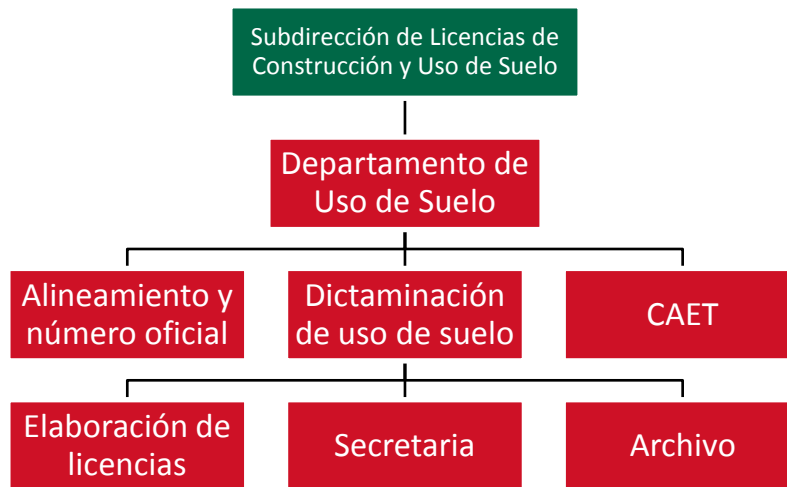 Subdirección de Licencias de
Construcción y Uso de Suelo
Departamento de
Uso de Suelo
Alineamiento y
número oficial
Dictaminación
de uso de suelo
CAET
Elaboración de
licencias
Secretaria
Archivo